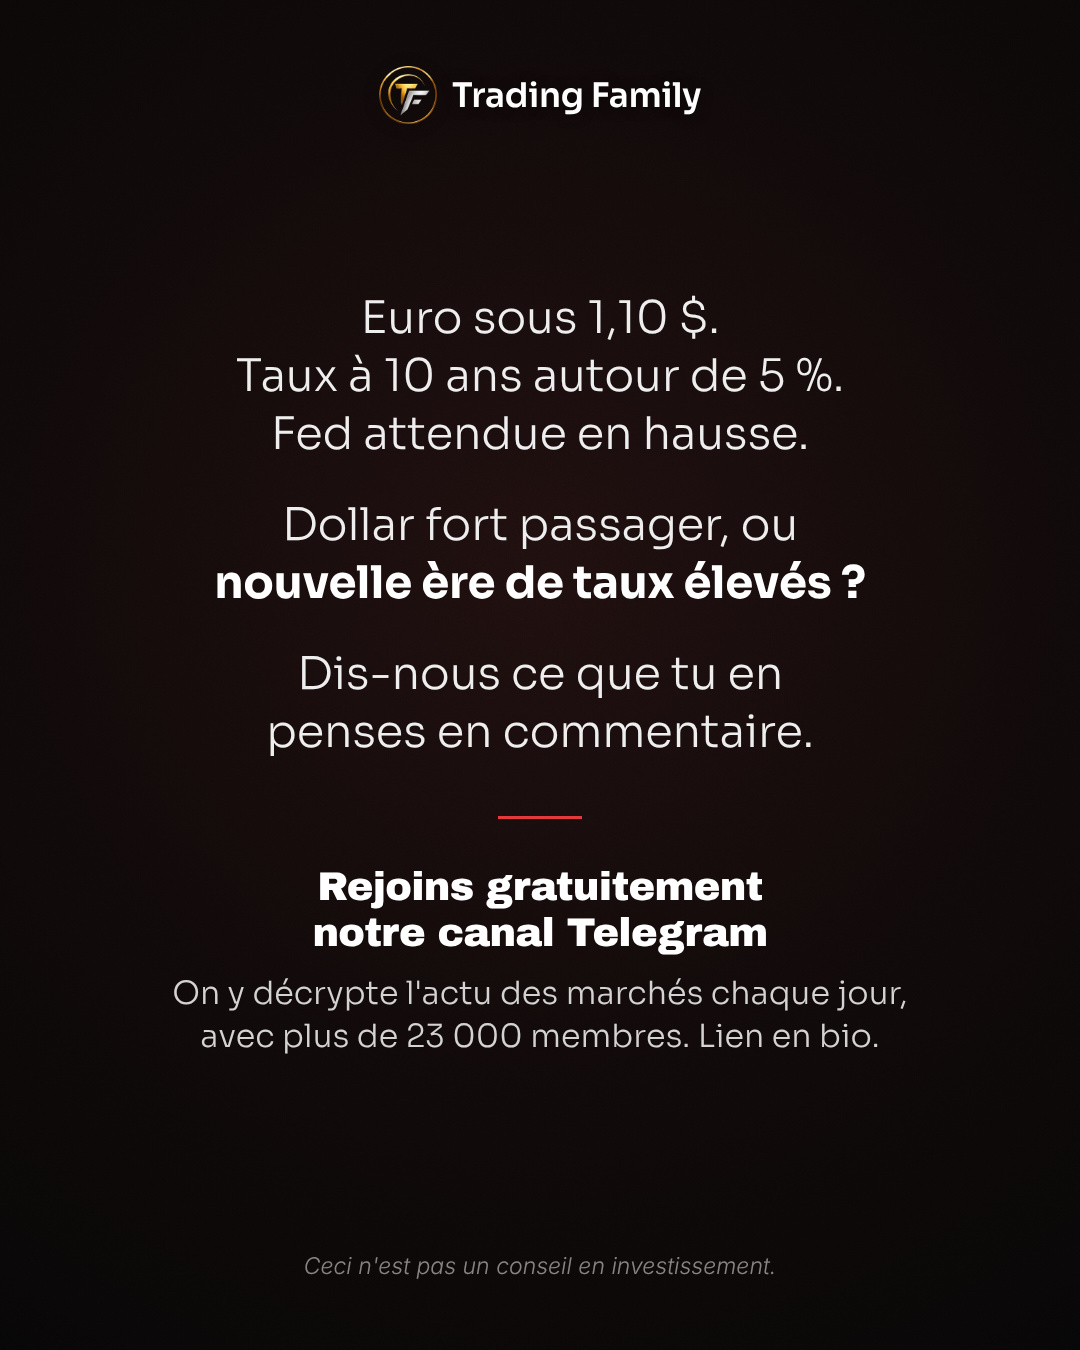 TF Trading Family
Euro sous 1,10 $.
Taux à 10 ans autour de 5 %.
Fed attendue en hausse.
Dollar fort passager, ou
nouvelle ère de taux élevés ?
Dis-nous ce que tu en
penses en commentaire.
Rejoins gratuitement
notre canal Telegram
On y décrypte l'actu des marchés chaque jour,
avec plus de 23 000 membres. Lien en bio.
Ceci n'est pas un conseil en investissement.